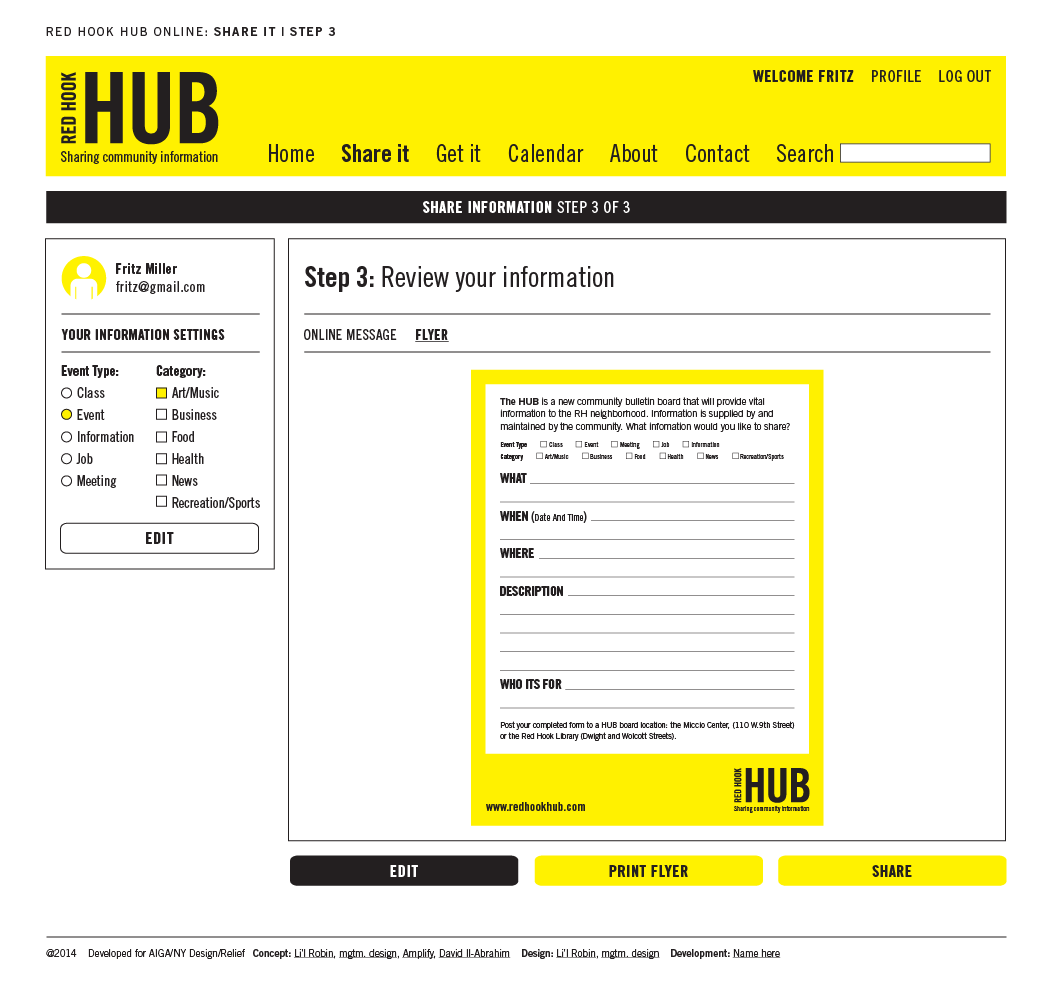 RED HOOK HUB ONLINE: SHARE IT | STEP 3
WELCOME FRITZ PROFILE LOG OUT
RED HOOK HUB
Sharing community information
Home Share it Get it Calendar About Contact Search
SHARE INFORMATION STEP 3 OF 3
Fritz Miller
fritz@gmail.com
YOUR INFORMATION SETTINGS
Event Type: Category:
Class Art/Music
Event Business
Information Food
Job Health
Meeting News
Recreation/Sports
EDIT
Step 3: Review your information
ONLINE MESSAGE FLYER
The HUB is a new community bulletin board that will provide vital
information to the RH neighborhood. Information is supplied by and
maintained by the community. What infomation would you like to share?
Event Type Class Event Meeting Job Information
Category Art/Music Business Food Health News Recreation/Sports
WHAT
WHEN (Date And Time)
WHERE
DESCRIPTION
WHO ITS FOR
Post your completed form to a HUB board location: the Miccio Center, (110 W.9th Street)
or the Red Hook Library (Dwight and Wolcott Streets).
www.redhookhub.com
RED HOOK HUB
Sharing community information
EDIT PRINT FLYER SHARE
@2014 Developed for AIGA/NY Design/Relief Concept: Li'l Robin, mgtm. design, Amplify, David Il-Abrahim Design: Li'l Robin, mgtm. design Development: Name here